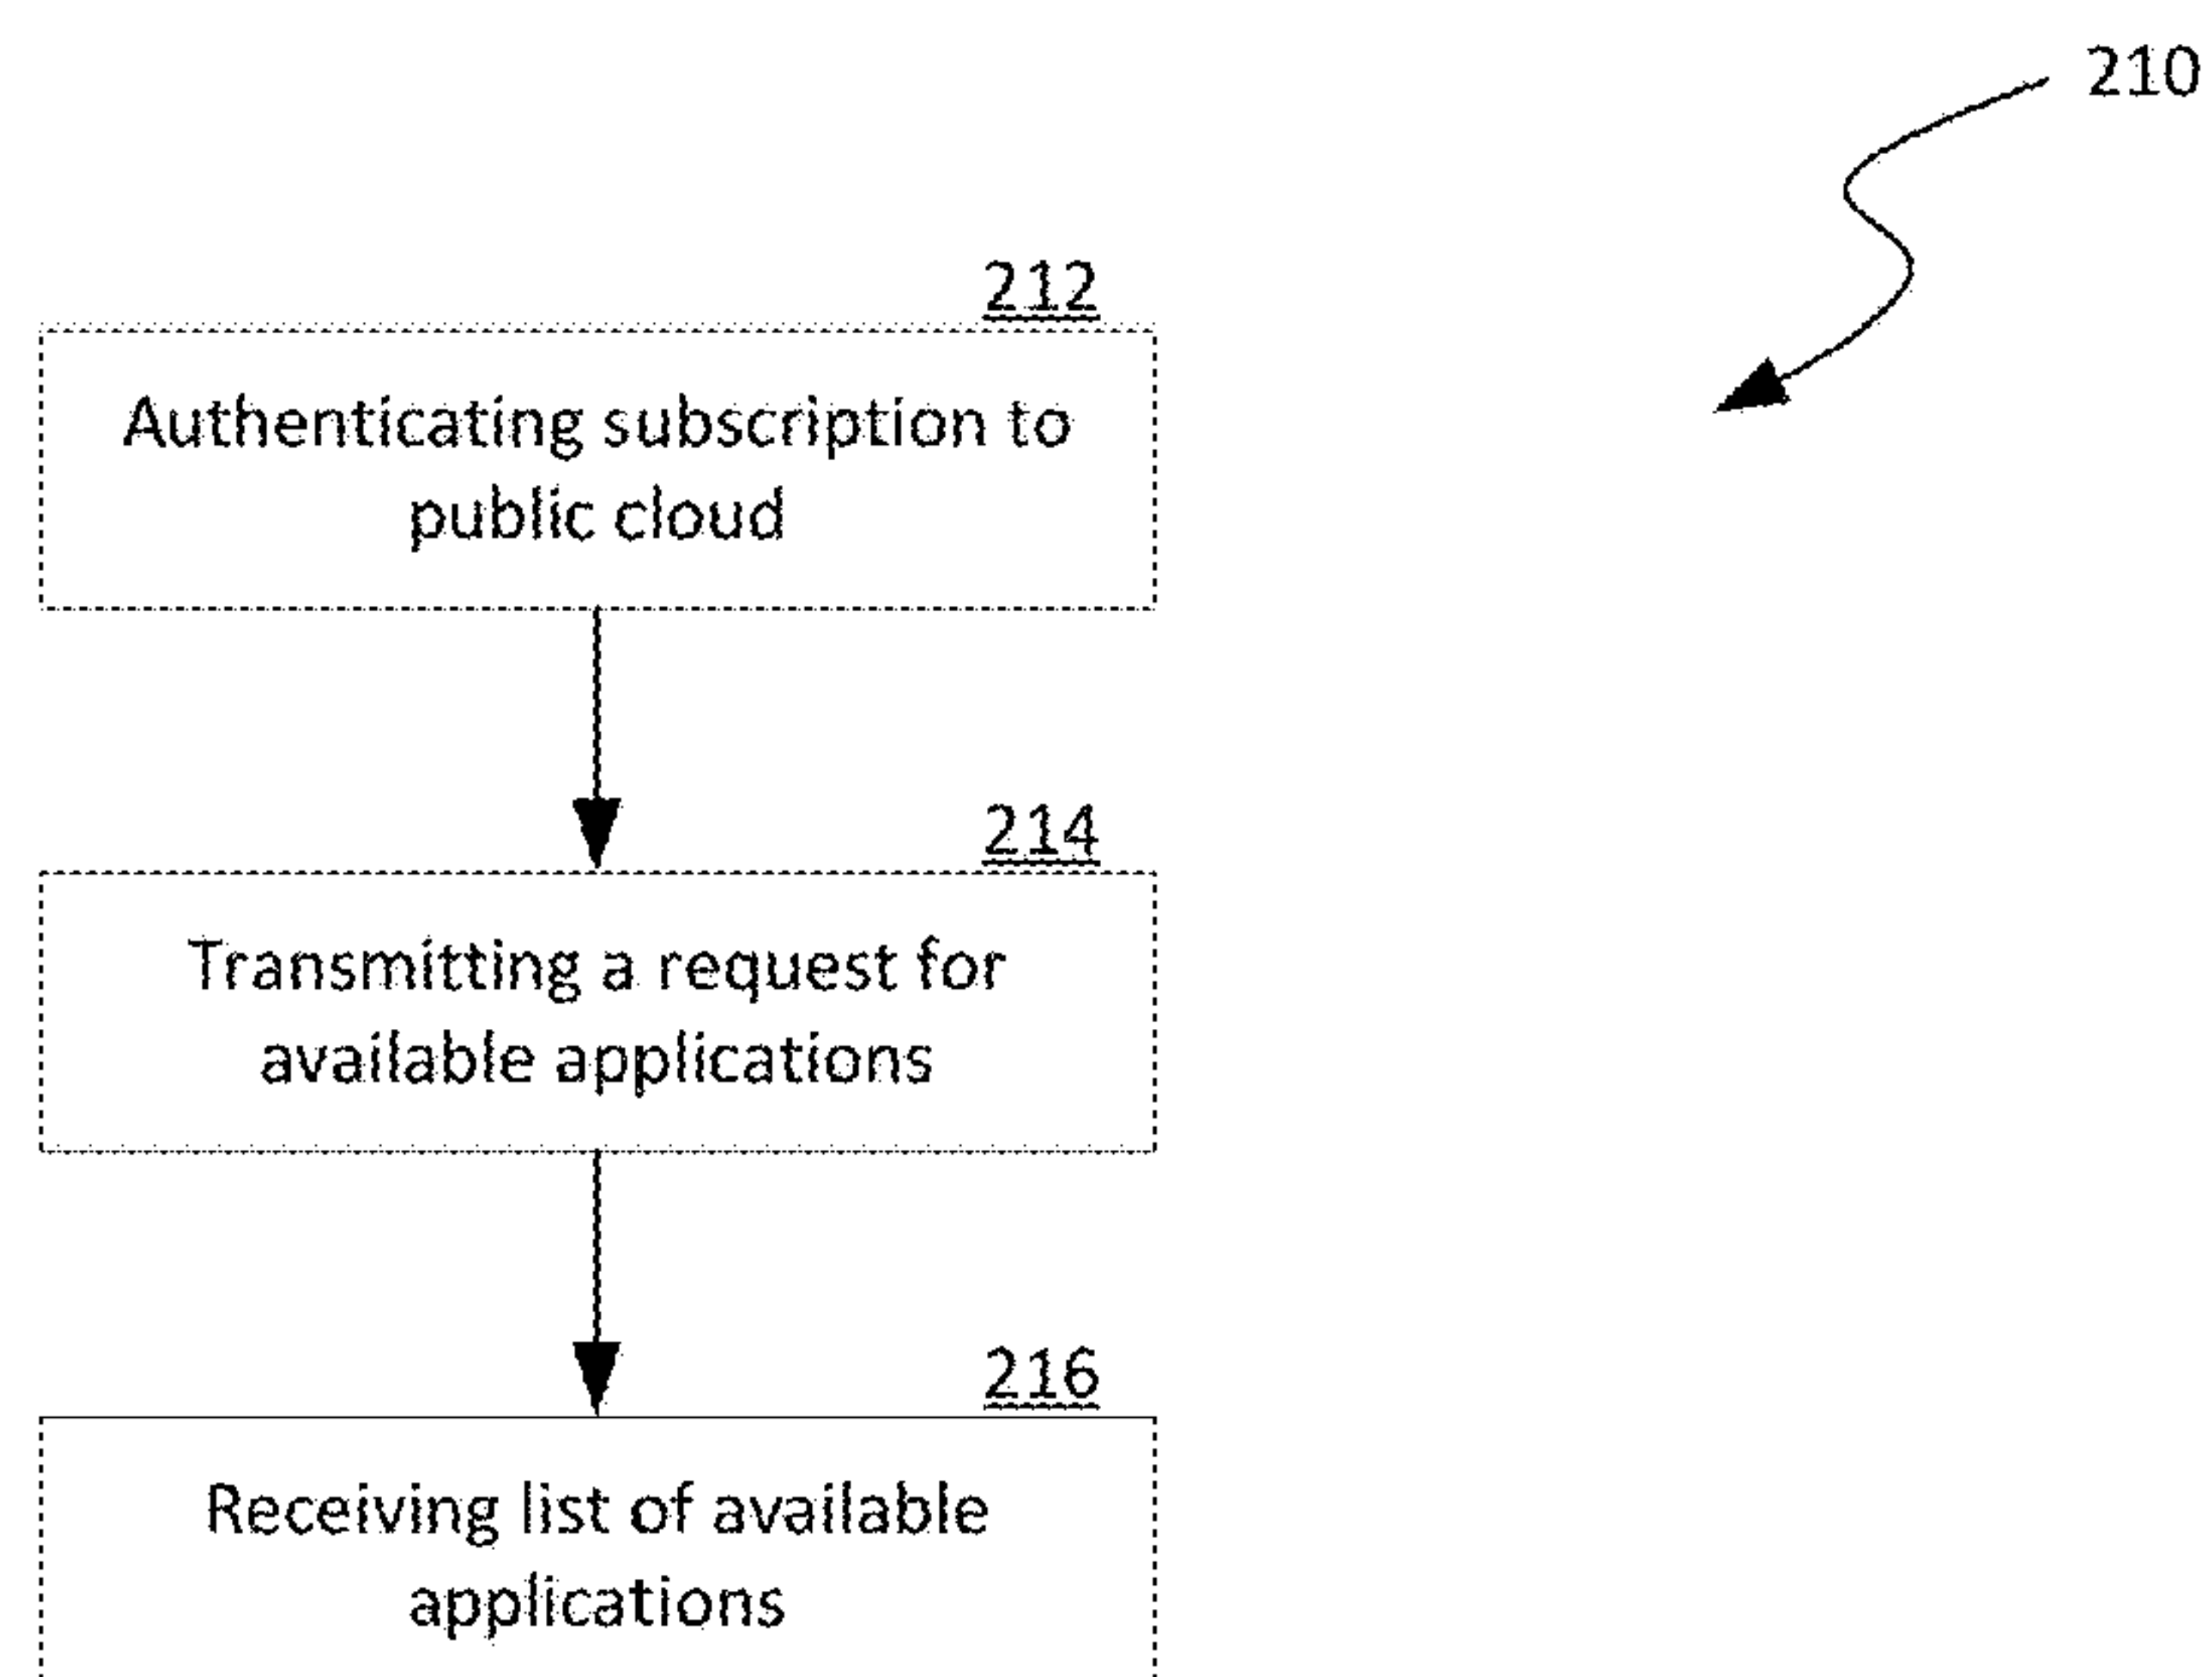 210
212
Authenticating subscription to
public cloud
214
Transmitting a request for
available applications
216
Receiving list of available
applications